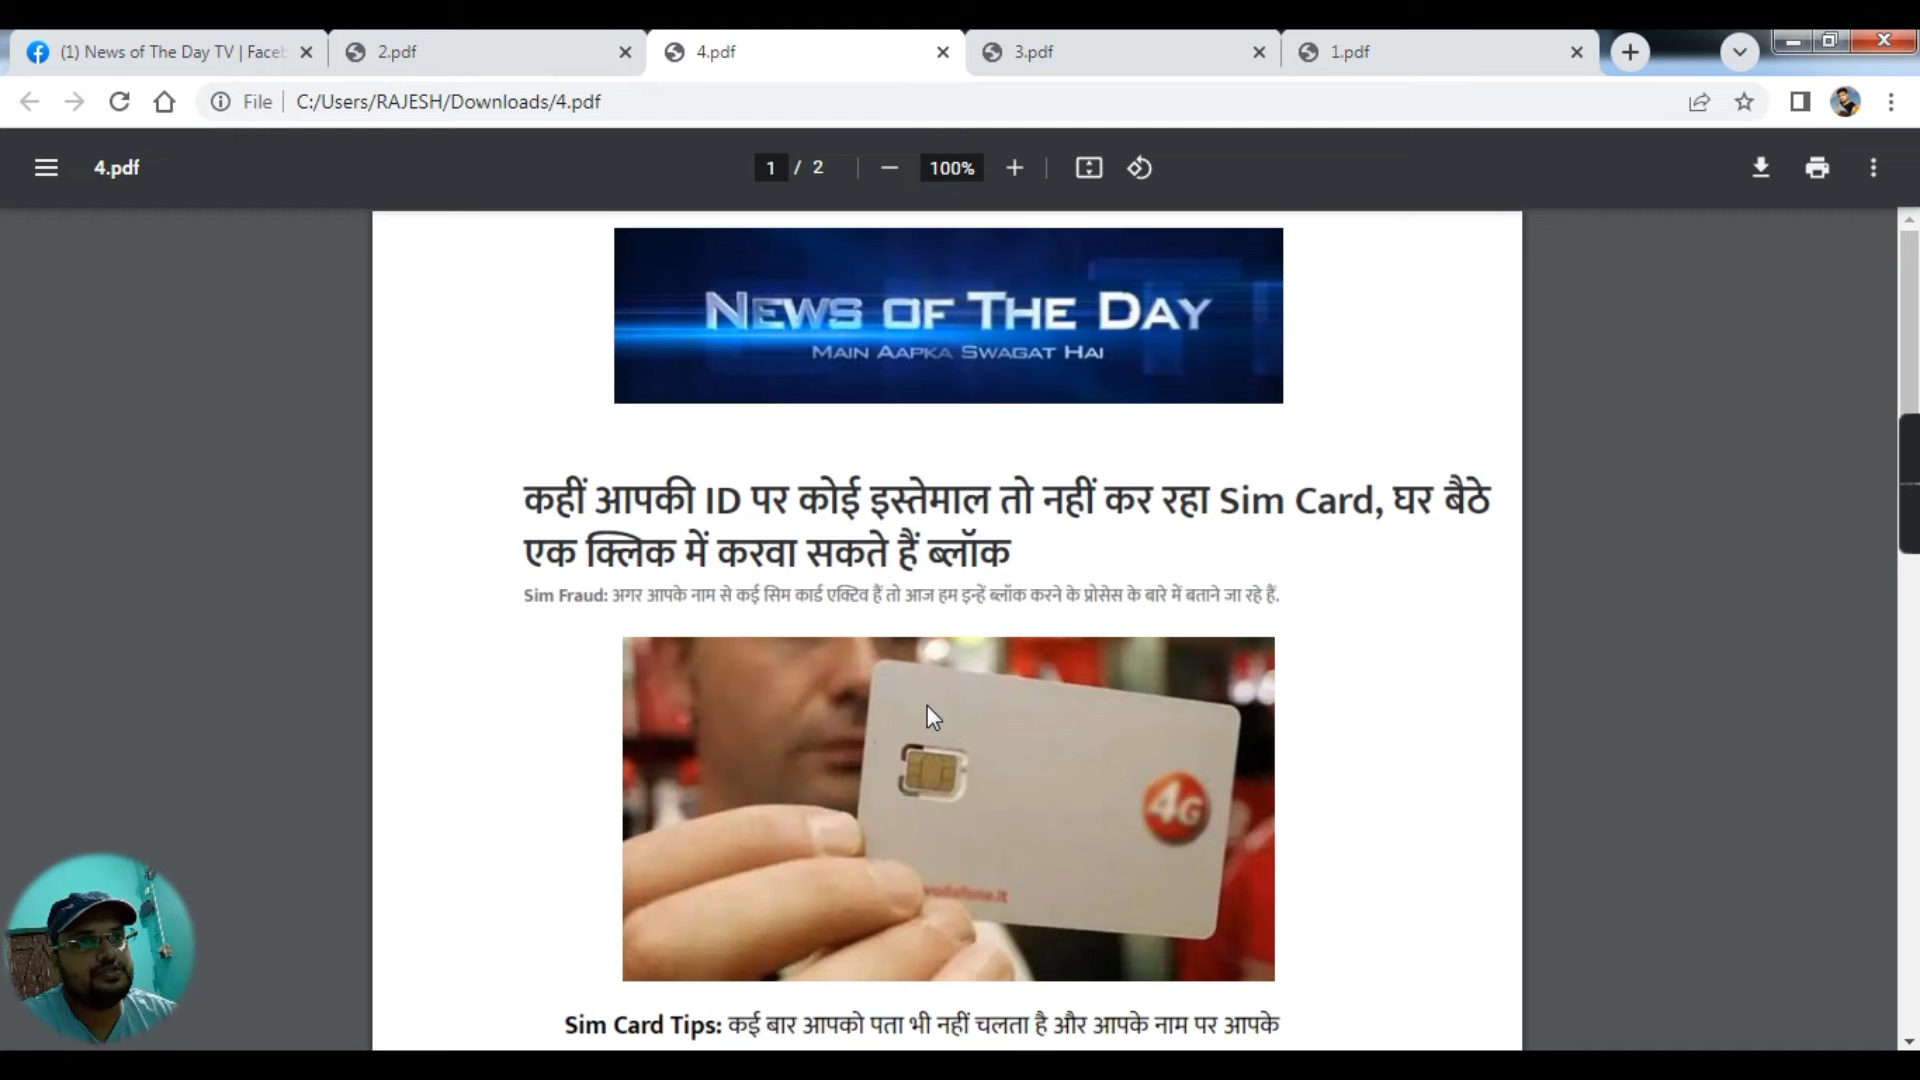 (1) News of The Day TV | Faceb
2.pdf
4.pdf
3.pdf
1.pdf
File
C:/Users/RAJESH/Downloads/4.pdf
4.pdf
1 / 2
100%
News of The Day
Main Aapka Swagat Hai
कहीं आपकी ID पर कोई इस्तेमाल तो नहीं कर रहा Sim Card, घर बैठे
एक क्लिक में करवा सकते हैं ब्लॉक
Sim Fraud: अगर आपके नाम से कई सिम कार्ड एक्टिव हैं तो आज हम इन्हें ब्लॉक करने के प्रोसेस के बारे में बताने जा रहे हैं.
4G
vodafone.it
Sim Card Tips: कई बार आपको पता भी नहीं चलता है और आपके नाम पर आपके